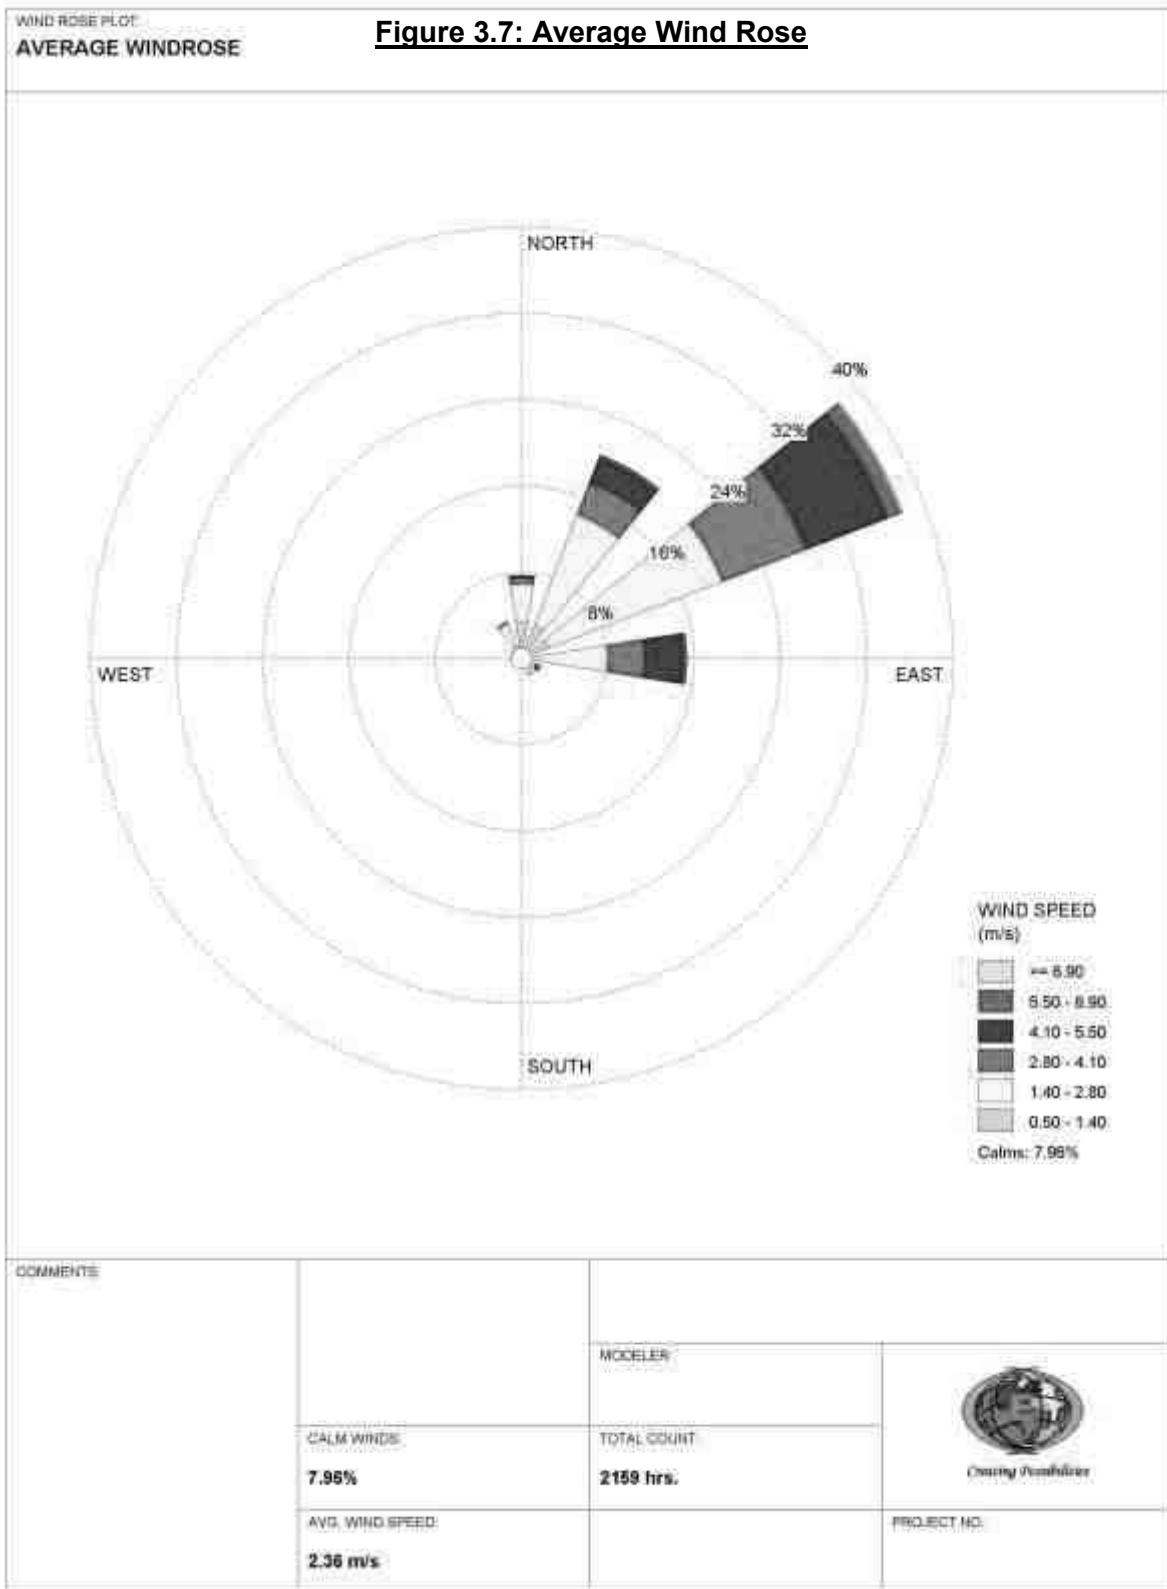 WIND ROSE PLOT:
AVERAGE WINDROSE
Figure 3.7: Average Wind Rose
NORTH
40%
32%
24%
16%
8%
WEST
EAST
SOUTH
WIND SPEED
(m/s)
>= 6.90
5.50 - 6.90
4.10 - 5.50
2.80 - 4.10
1.40 - 2.80
0.50 - 1.40
Calms: 7.96%
COMMENTS:
MODELER:
CALM WINDS:
7.96%
TOTAL COUNT:
2159 hrs.
Creating Possibilities
AVG. WIND SPEED:
2.36 m/s
PROJECT NO.: